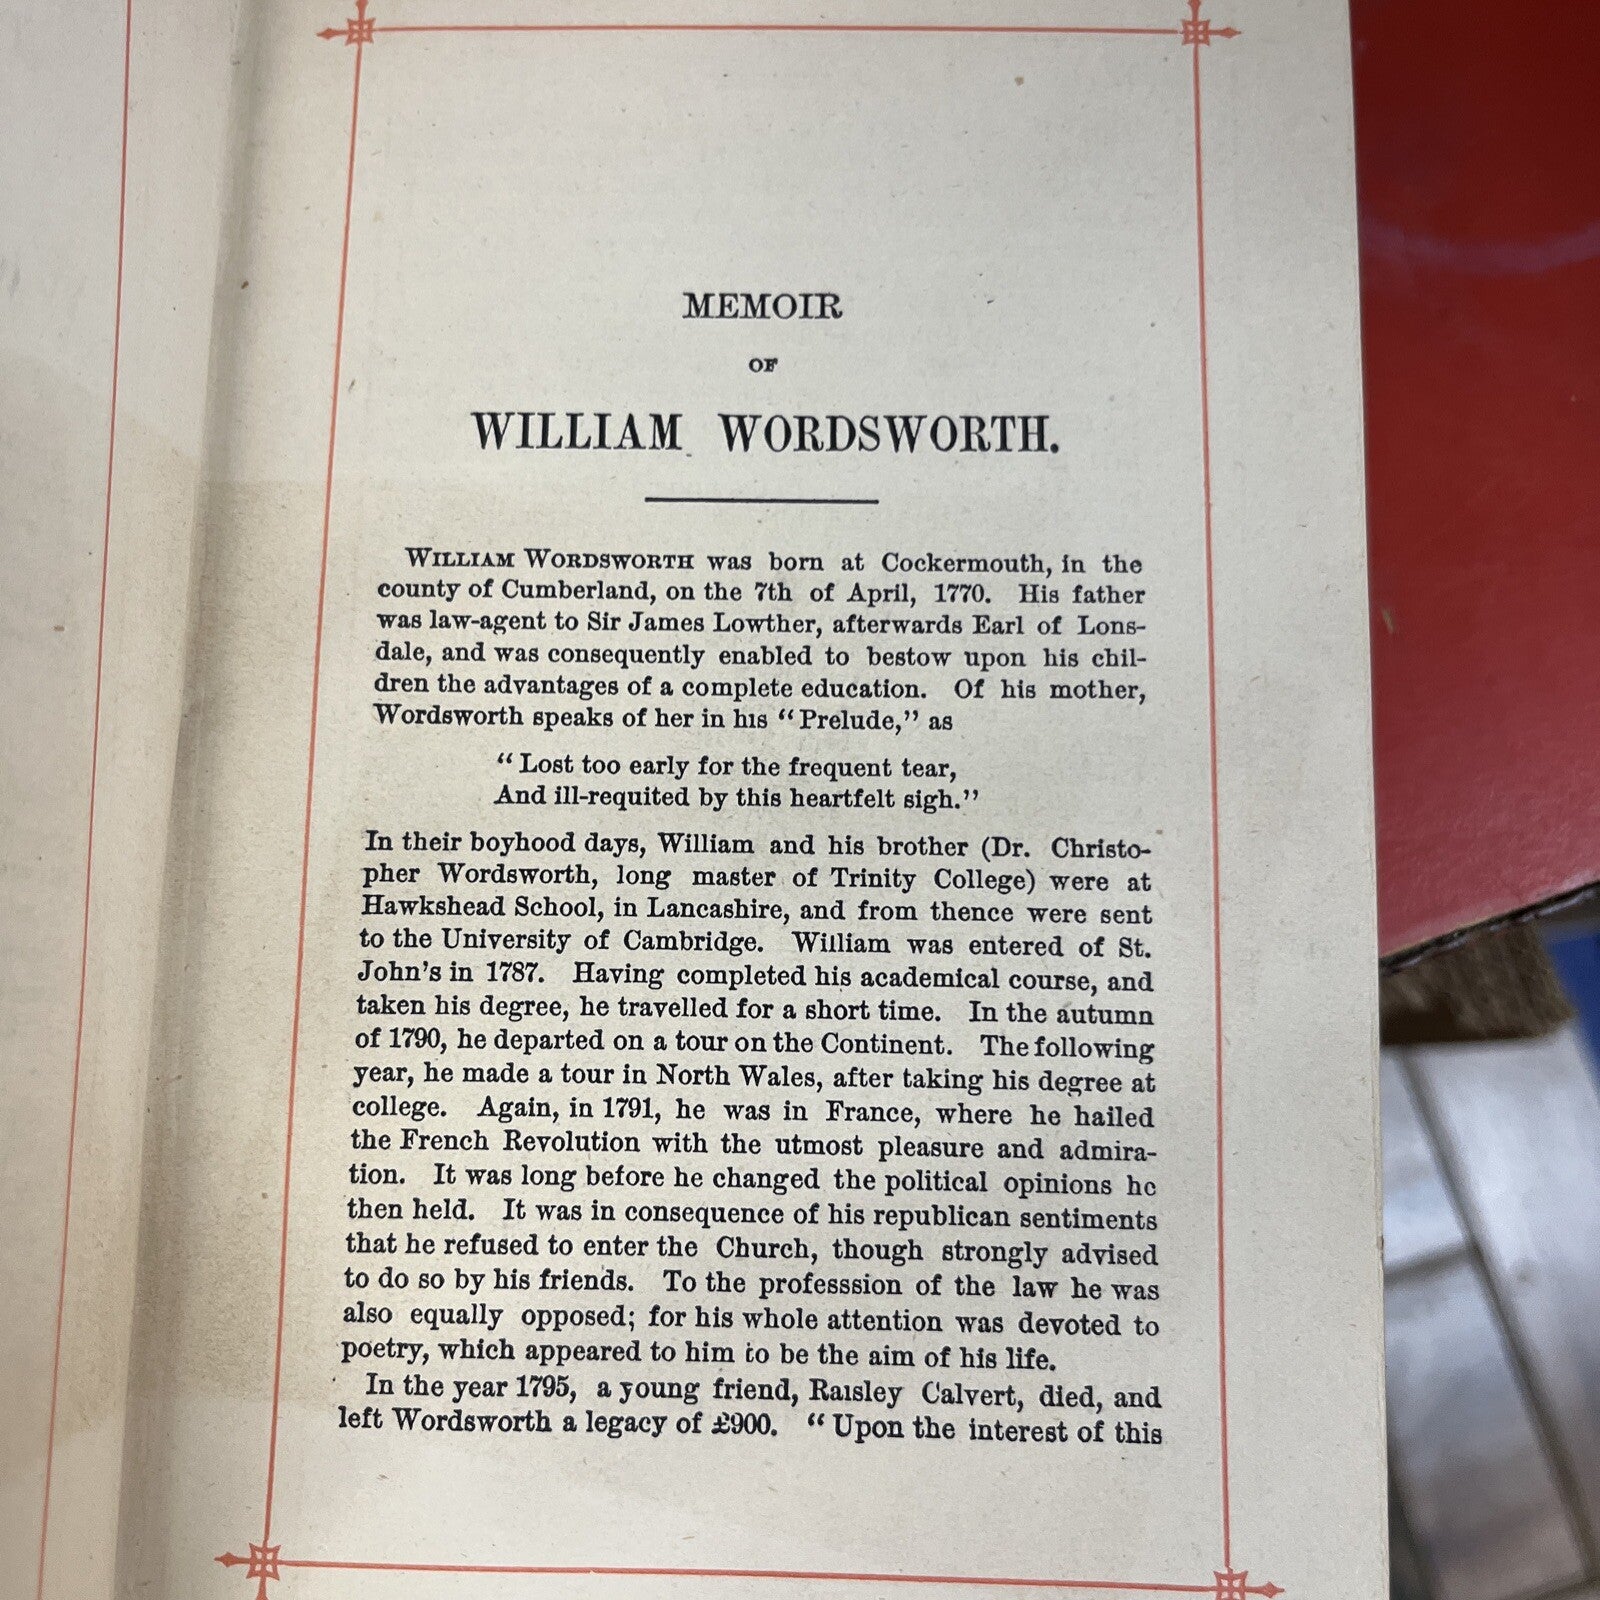 MEMOIR
OF
WILLIAM WORDSWORTH.
WILLIAM WORDSWORTH was born at Cockermouth, in the
county of Cumberland, on the 7th of April, 1770. His father
was law-agent to Sir James Lowther, afterwards Earl of Lons-
dale, and was consequently enabled to bestow upon his chil-
dren the advantages of a complete education. Of his mother,
Wordsworth speaks of her in his “Prelude,” as
“Lost too early for the frequent tear,
And ill-requited by this heartfelt sigh.”
In their boyhood days, William and his brother (Dr. Christo-
pher Wordsworth, long master of Trinity College) were at
Hawkshead School, in Lancashire, and from thence were sent
to the University of Cambridge. William was entered of St.
John’s in 1787. Having completed his academical course, and
taken his degree, he travelled for a short time. In the autumn
of 1790, he departed on a tour on the Continent. The following
year, he made a tour in North Wales, after taking his degree at
college. Again, in 1791, he was in France, where he hailed
the French Revolution with the utmost pleasure and admira-
tion. It was long before he changed the political opinions he
then held. It was in consequence of his republican sentiments
that he refused to enter the Church, though strongly advised
to do so by his friends. To the professsion of the law he was
also equally opposed; for his whole attention was devoted to
poetry, which appeared to him to be the aim of his life.
In the year 1795, a young friend, Raisley Calvert, died, and
left Wordsworth a legacy of £900. “Upon the interest of this